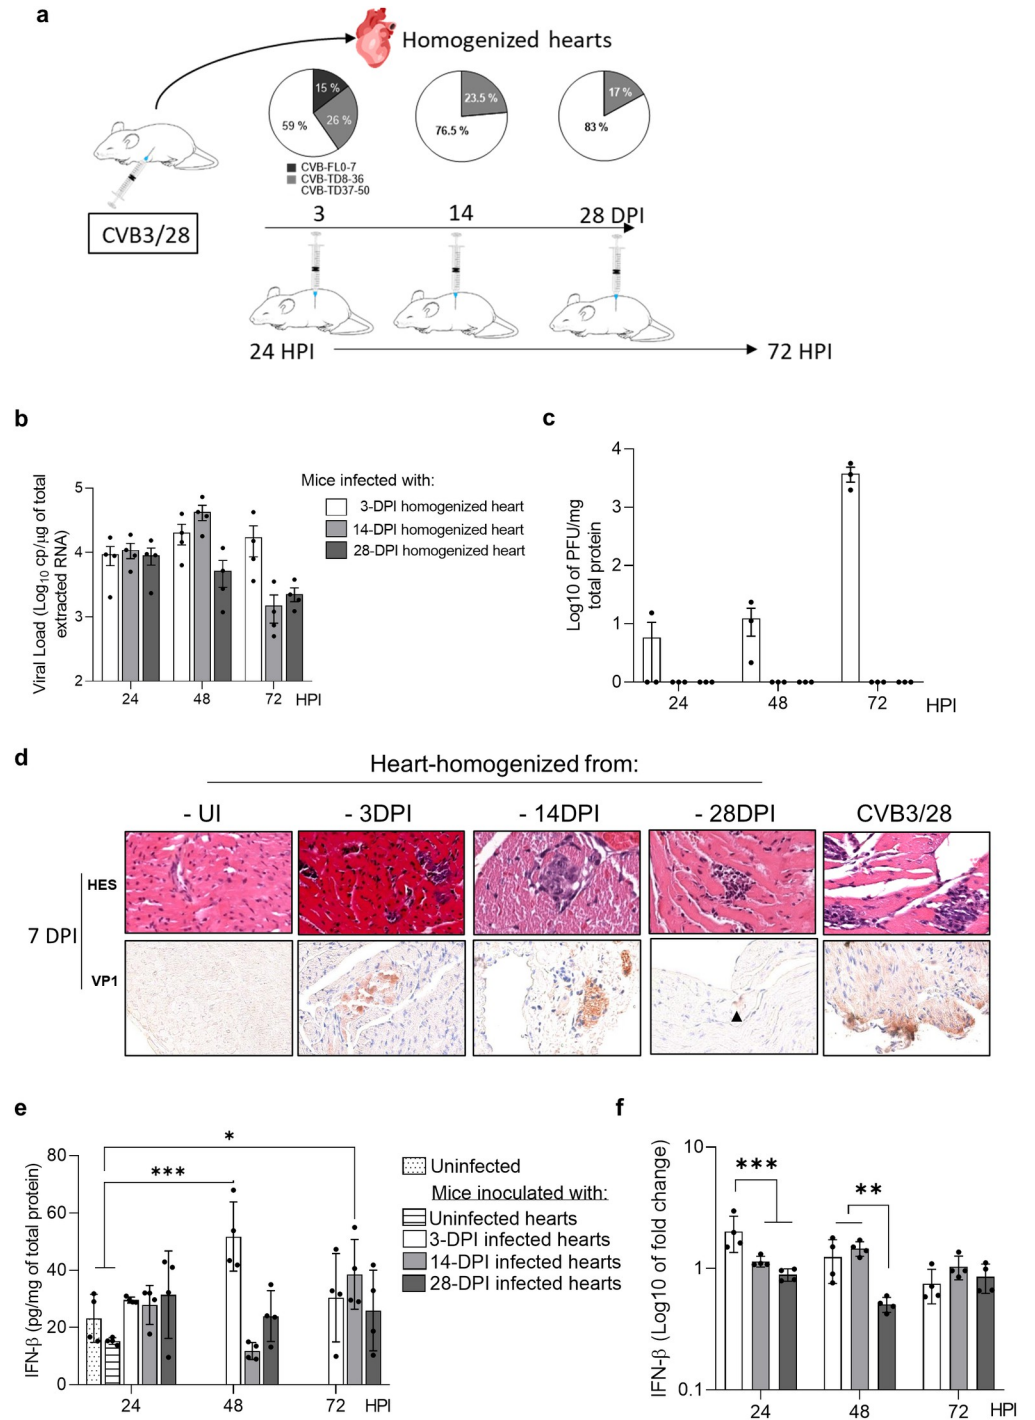 a
Homogenized hearts
15 %
26 %
59 %
23.5 %
76.5 %
17 %
83 %
CVB-FL0-7
CVB-TD8-36
CVB-TD37-50
CVB3/28
3
14
28 DPI
24 HPI
72 HPI
b
Viral Load (Log10 cp/µg of total
extracted RNA)
5
4
3
2
24
48
72
HPI
Mice infected with:
3-DPI homogenized heart
14-DPI homogenized heart
28-DPI homogenized heart
c
Log10 of PFU/mg
total protein
4
3
2
1
0
24
48
72
HPI
d
Heart-homogenized from:
- UI
- 3DPI
- 14DPI
- 28DPI
CVB3/28
7 DPI
HES
VP1
e
IFN-β (pg/mg of total protein)
80
60
40
20
0
*
***
24
48
72
HPI
Uninfected
Mice inoculated with:
Uninfected hearts
3-DPI infected hearts
14-DPI infected hearts
28-DPI infected hearts
f
IFN-β (Log10 of fold change)
10
1
0.1
***
**
24
48
72
HPI